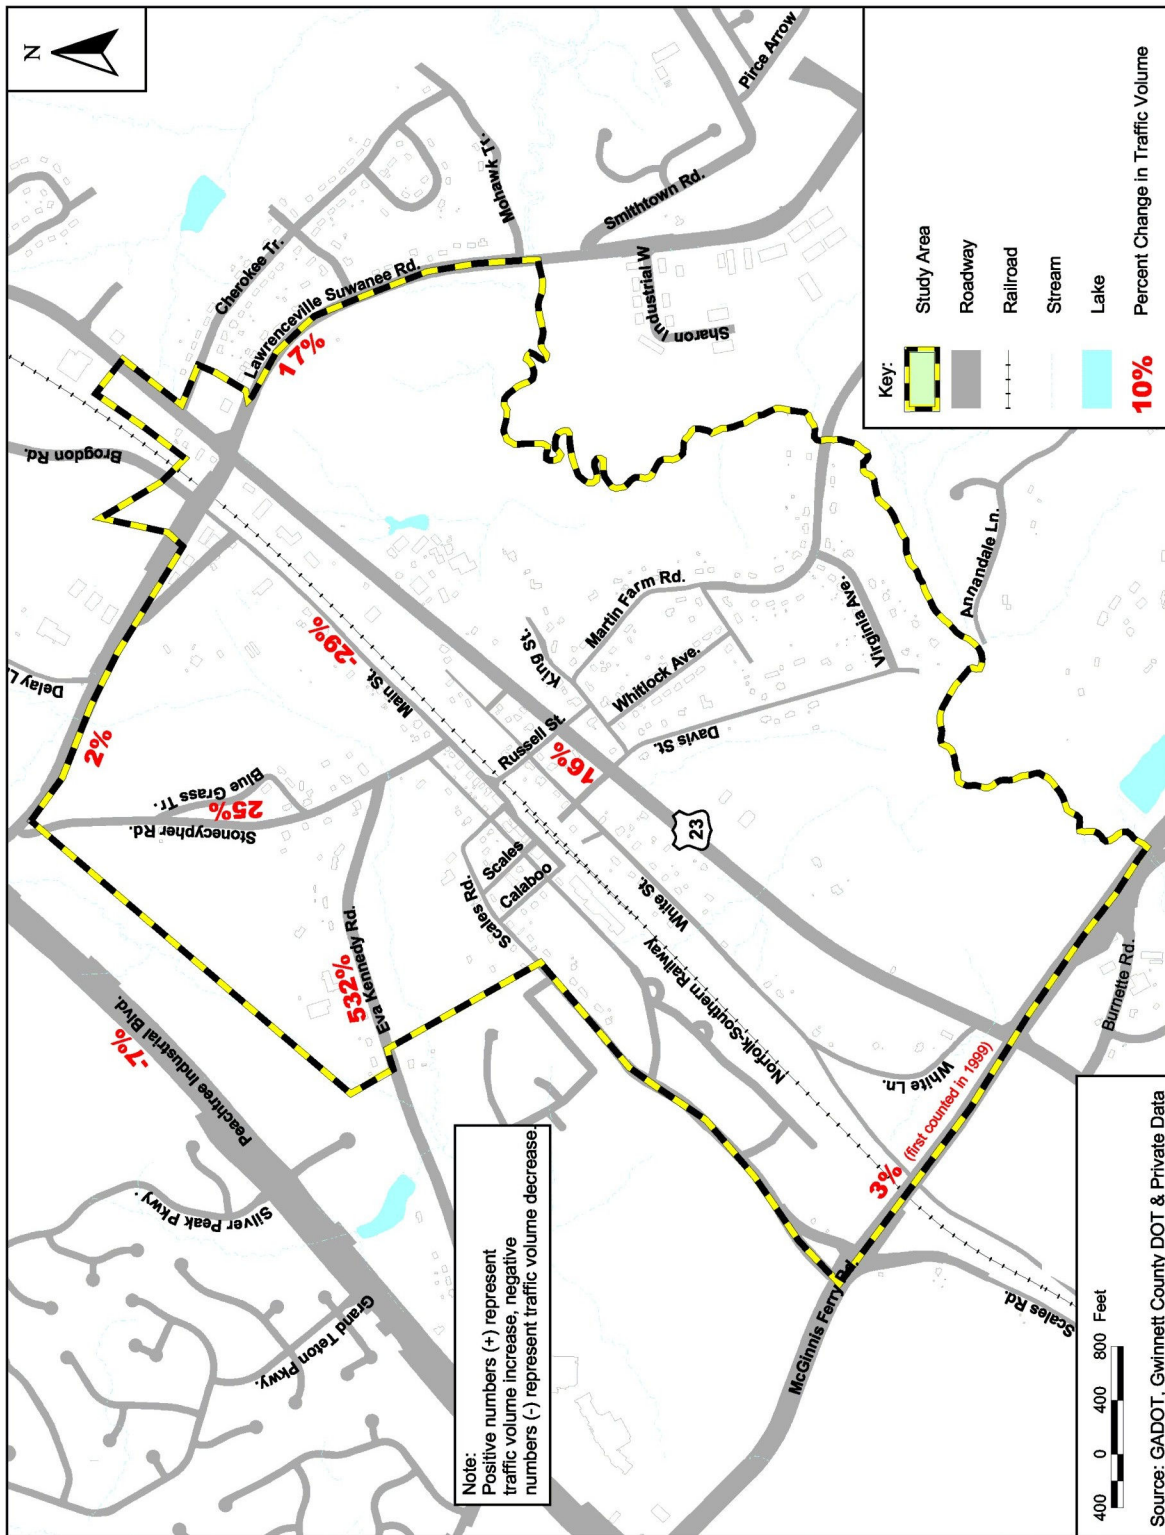 N
Pirce Arrow
Smithtown Rd.
Mohawk Tr.
Cherokee Tr.
Lawrenceville Suwanee Rd.
17%
Sharon Industrial W
Brogdon Rd.
Delay L
2%
Main St.
-29%
Blue Grass Tr.
25%
Stonecypher Rd.
King St.
Martin Farm Rd.
Whitlock Ave.
Russell St.
16%
Davis St.
Virginia Ave.
Annandale Ln.
23
Scales
Calaboo
Scales Rd.
White St.
Norfolk-Southern Railway
Eva Kennedy Rd.
532%
Peachtree Industrial Blvd.
-7%
Silver Peak Pkwy.
Grand Teton Pkwy.
White Ln.
3% (first counted in 1999)
Burnette Rd.
McGinnis Ferry Rd.
Scales Rd.
Note:
Positive numbers (+) represent
traffic volume increase, negative
numbers (-) represent traffic volume decrease.
Key:
Study Area
Roadway
Railroad
Stream
Lake
10% Percent Change in Traffic Volume
400 0 400 800 Feet
Source: GADOT, Gwinnett County DOT & Private Data